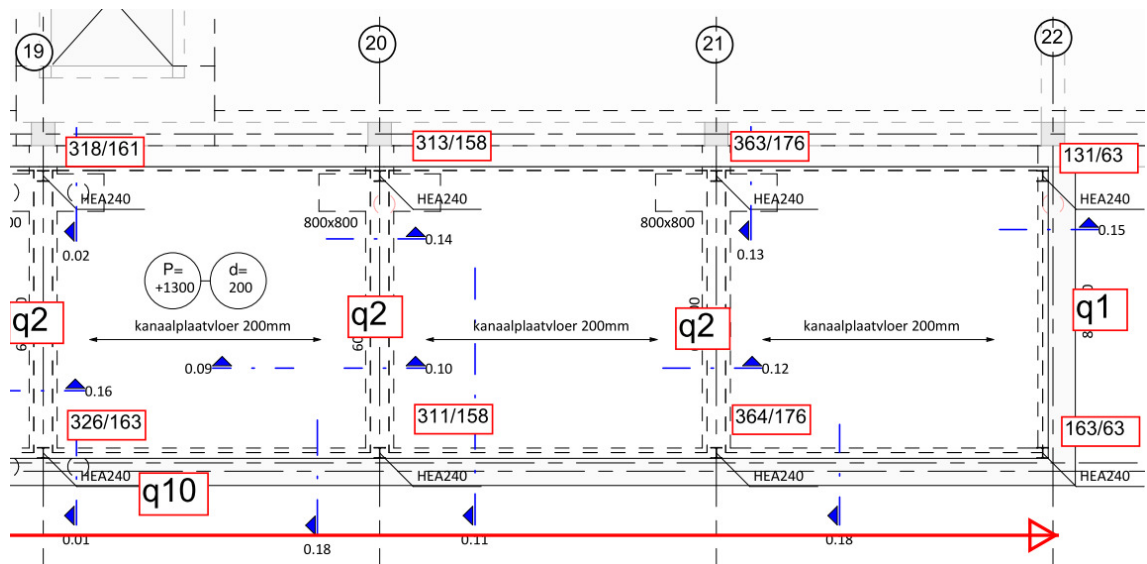 19
20
21
22
318/161
313/158
363/176
131/63
HEA240
HEA240
HEA240
HEA240
00
800x800
800x800
0.02
0.14
0.13
0.15
P=
+1300
d=
200
q2
q2
q2
q1
kanaalplaatvloer 200mm
kanaalplaatvloer 200mm
kanaalplaatvloer 200mm
0.09
0.10
0.12
0.16
326/163
311/158
364/176
163/63
HEA240
HEA240
HEA240
q10
0.01
0.18
0.11
0.18